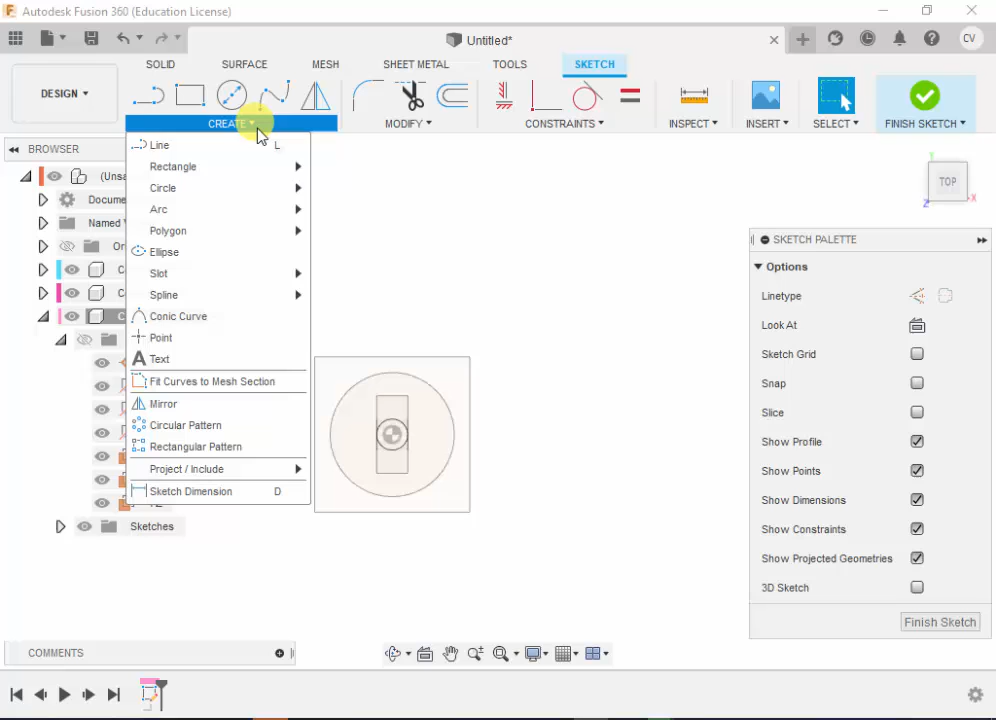 Autodesk Fusion 360 (Education License)
Untitled*
CV
SOLID SURFACE MESH SHEET METAL TOOLS SKETCH
DESIGN
CREATE MODIFY CONSTRAINTS INSPECT INSERT SELECT FINISH SKETCH
BROWSER
(Unsa
Docume
Named
Or
C
C
C
Sketches
Line L
Rectangle
Circle
Arc
Polygon
Ellipse
Slot
Spline
Conic Curve
Point
A Text
Fit Curves to Mesh Section
Mirror
Circular Pattern
Rectangular Pattern
Project / Include
Sketch Dimension D
Y
TOP
X
Z
SKETCH PALETTE
Options
Linetype
Look At
Sketch Grid
Snap
Slice
Show Profile
Show Points
Show Dimensions
Show Constraints
Show Projected Geometries
3D Sketch
Finish Sketch
COMMENTS